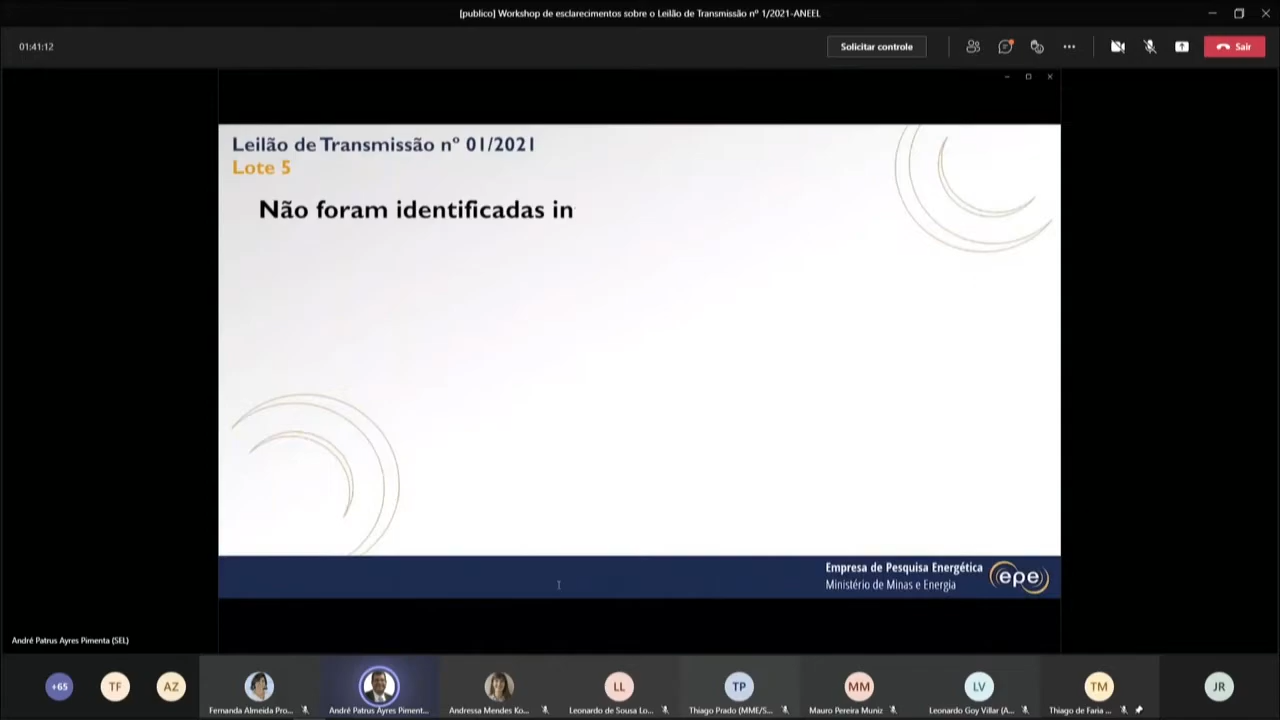 [publico] Workshop de esclarecimentos sobre o Leilão de Transmissão nº 1/2021-ANEEL
01:41:12
Solicitar controle
Sair
Leilão de Transmissão nº 01/2021
Lote 5
Não foram identificadas in
Empresa de Pesquisa Energética
Ministério de Minas e Energia
epe
André Patrus Ayres Pimenta (SEL)
+65
TF
AZ
LL
TP
MM
LV
TM
JR
Fernanda Almeida Pro...
André Patrus Ayres Piment...
Andressa Mendes Ko...
Leonardo de Sousa Lo...
Thiago Prado (MME/S...
Mauro Pereira Muniz
Leonardo Goy Villar (A...
Thiago de Faria ...